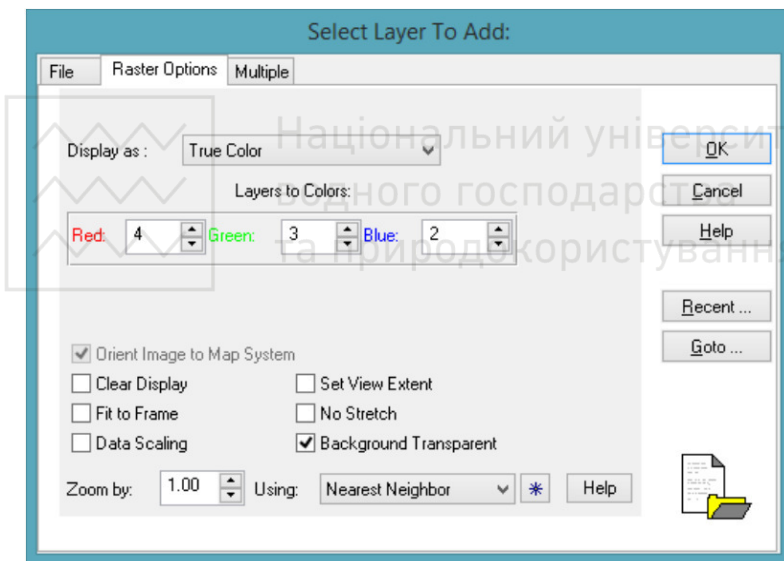 Select Layer To Add:
File Raster Options Multiple
Національний університ
Display as : True Color OK
водного господарства
Layers to Colors: Cancel
Red: 4 Green: 3 Blue: 2 Help
та природокористуванн
Recent ...
Orient Image to Map System Goto ...
Clear Display Set View Extent
Fit to Frame No Stretch
Data Scaling Background Transparent
Zoom by: 1.00 Using: Nearest Neighbor Help